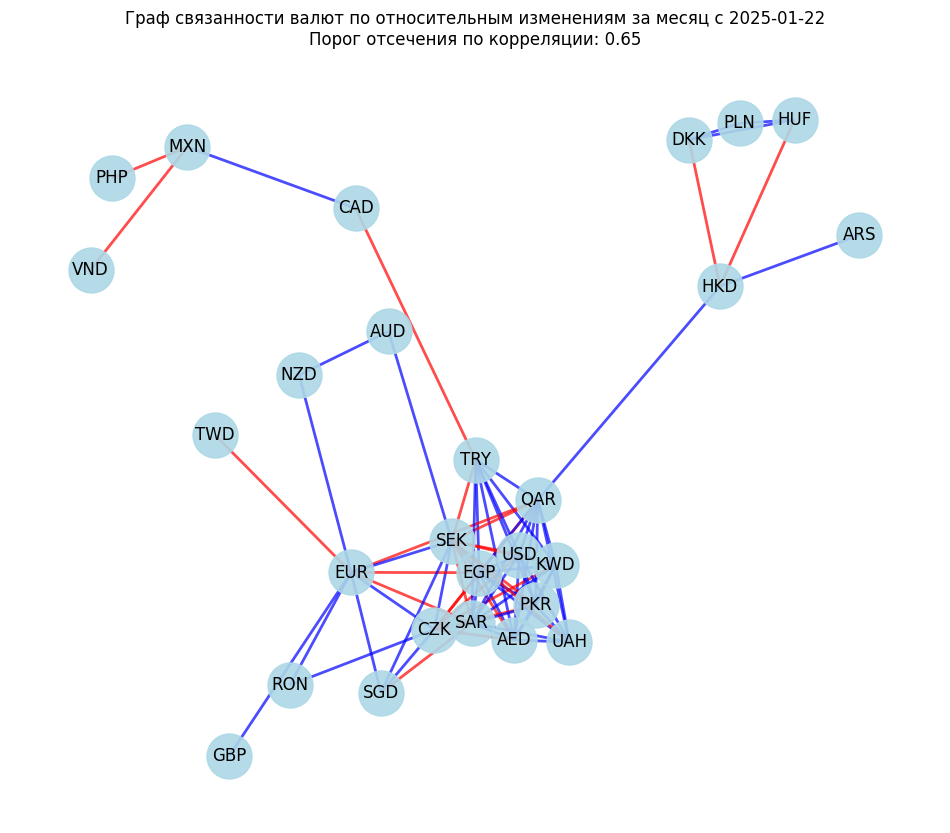 Граф связанности валют по относительным изменениям за месяц с 2025-01-22
Порог отсечения по корреляции: 0.65
HUF
PLN
DKK
MXN
PHP
CAD
ARS
VND
HKD
AUD
NZD
TWD
TRY
QAR
SEK
USD
KWD
EUR
EGP
PKR
SAR
CZK
AED
UAH
RON
SGD
GBP